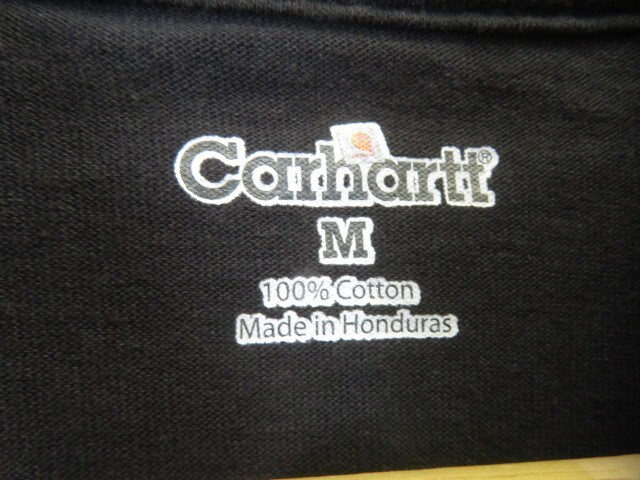 Carhartt®
M
100% Cotton
Made in Honduras